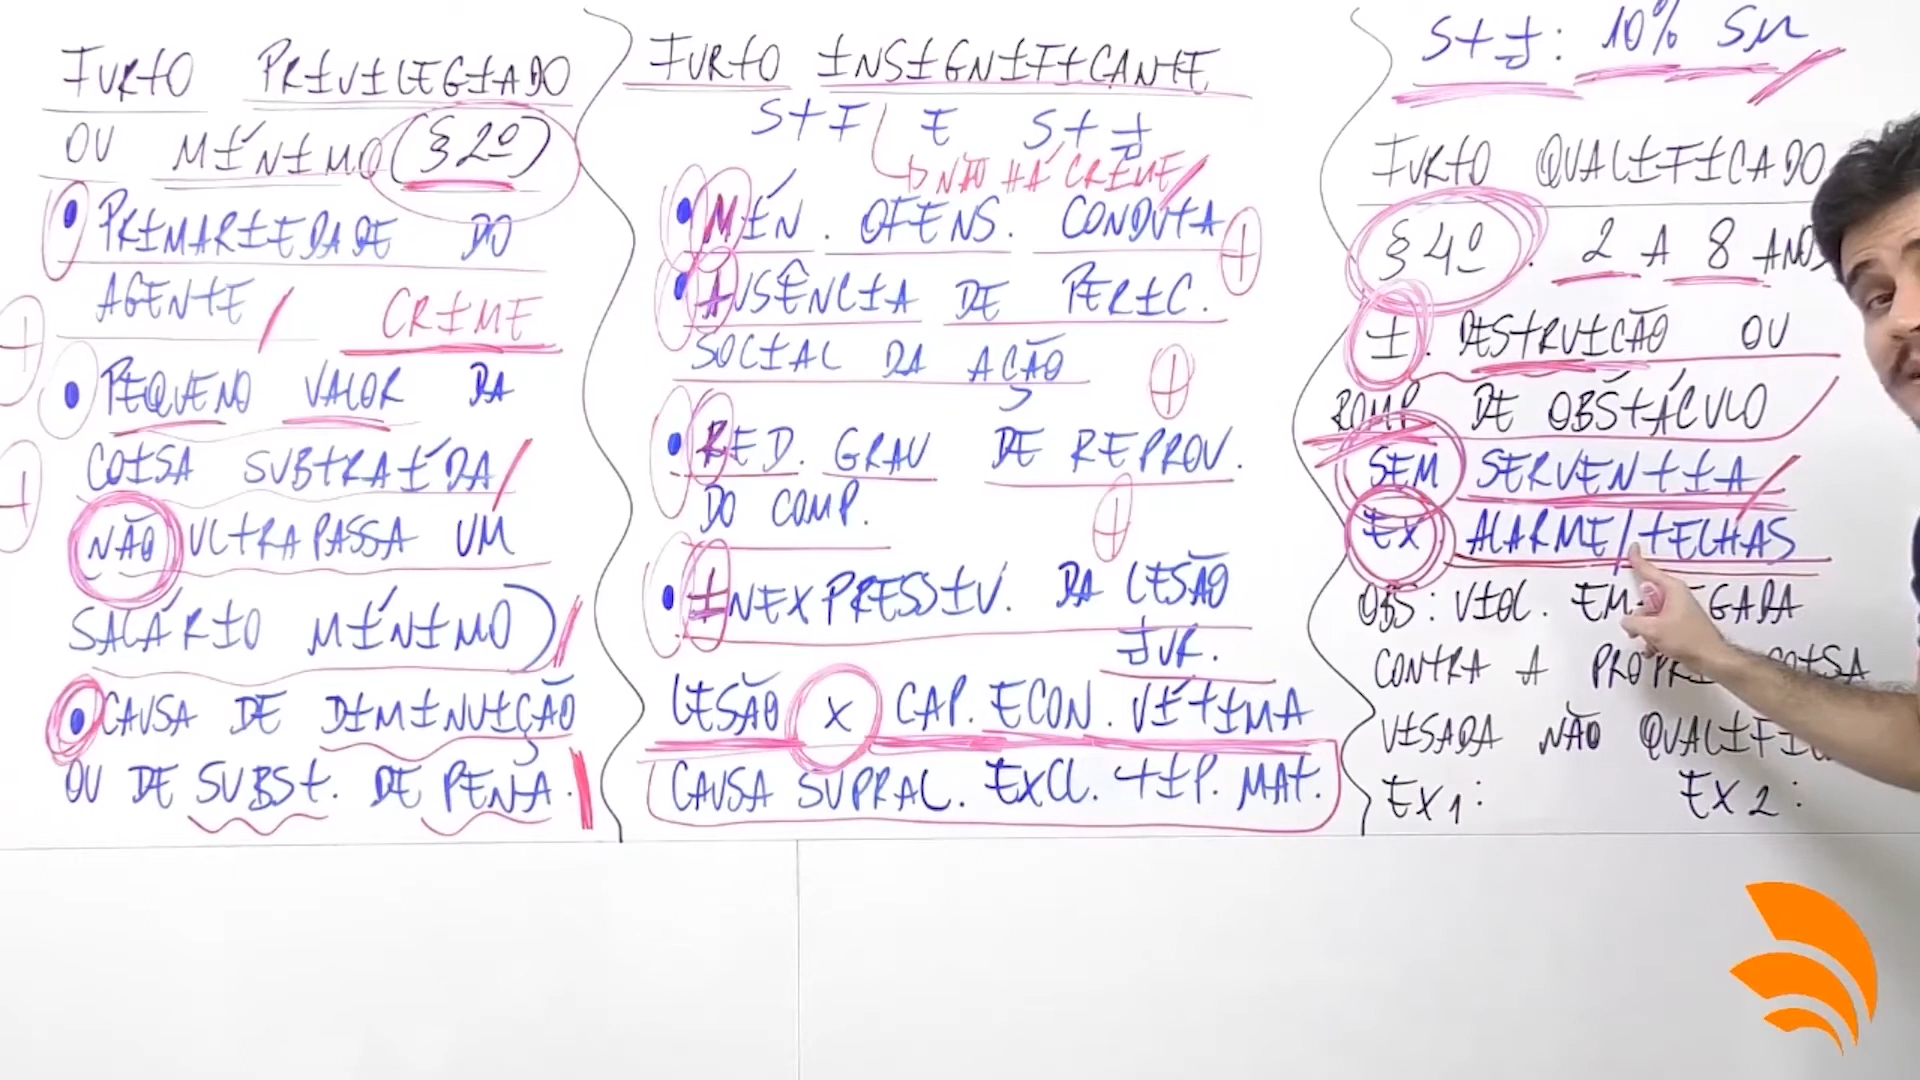 FURTO PRIVILEGIADO
OU MÍNIMO (§ 2º)
• PRIMARIEDADE DO
AGENTE / CRIME
+
• PEQUENO VALOR DA
COISA SUBTRAÍDA /
+
(NÃO ULTRAPASSA UM
SALÁRIO MÍNIMO) /
• CAUSA DE DIMINUIÇÃO
OU DE SUBST. DE PENA.
FURTO INSIGNIFICANTE
STF E STJ
↳ NÃO HÁ CRIME /
• MÍN. OFENS. CONDUTA +
• AUSÊNCIA DE PERIC.
SOCIAL DA AÇÃO +
• RED. GRAU DE REPROV.
DO COMP. +
• INEXPRESSIV. DA LESÃO
JUR.
LESÃO X CAP. ECON. VÍTIMA
CAUSA SUPRAL. EXCL. TIP. MAT.
STJ: 10% SM
FURTO QUALIFICADO
§ 4º. 2 A 8 ANOS
I. DESTRUIÇÃO OU
ROMP. DE OBSTÁCULO
SEM SERVENTIA /
EX ALARME/TELHAS
OBS: VIOL.
CONTRA A COISA
VISADA NÃO
EX1: EX2: